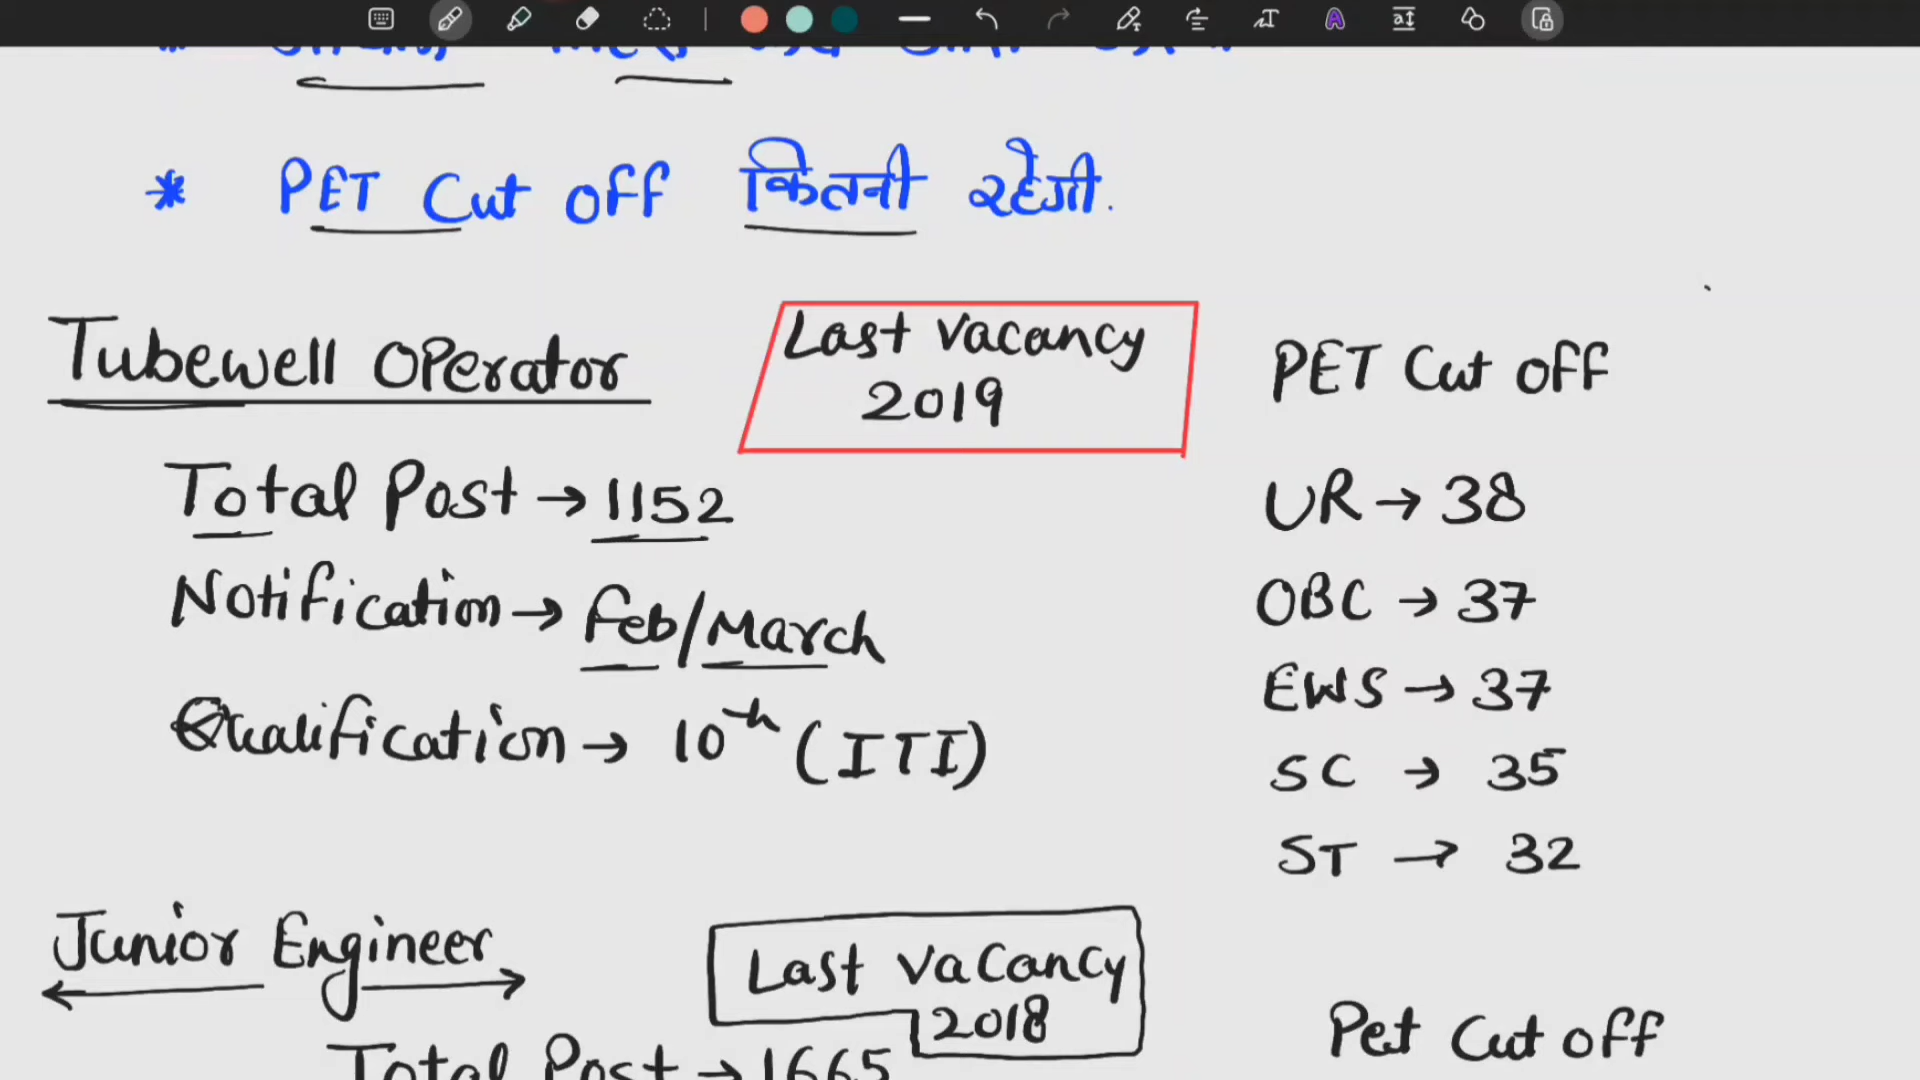 * PET Cut off कितनी रहेगी.
Tubewell Operator
Last Vacancy
2019
Total Post → 1152
Notification → Feb/March
Qualification → 10th (ITI)
PET Cut off
UR → 38
OBC → 37
EWS → 37
SC → 35
ST → 32
Junior Engineer
Last Vacancy
2018
Total Post → 1665
Pet Cut off